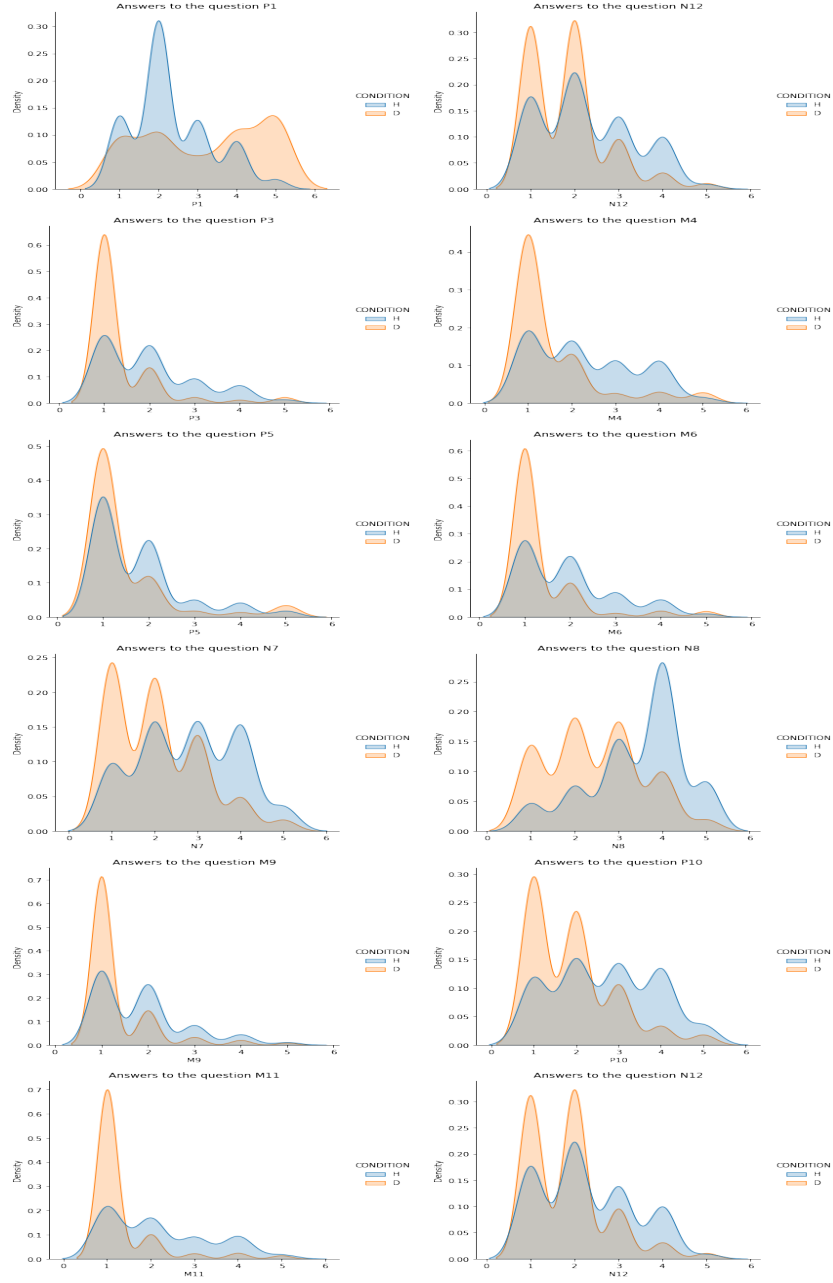 Answers to the question P1
0.30
0.25
0.20
0.15
0.10
0.05
0.00
Density
CONDITION
H
D
0 1 2 3 4 5 6
P1
Answers to the question N12
0.30
0.25
0.20
0.15
0.10
0.05
0.00
Density
CONDITION
H
D
0 1 2 3 4 5 6
N12
Answers to the question P3
0.6
0.5
0.4
0.3
0.2
0.1
0.0
Density
CONDITION
H
D
0 1 2 3 4 5 6
P3
Answers to the question M4
0.4
0.3
0.2
0.1
0.0
Density
CONDITION
H
D
0 1 2 3 4 5 6
M4
Answers to the question P5
0.5
0.4
0.3
0.2
0.1
0.0
Density
CONDITION
H
D
0 1 2 3 4 5 6
P5
Answers to the question M6
0.6
0.5
0.4
0.3
0.2
0.1
0.0
Density
CONDITION
H
D
0 1 2 3 4 5 6
M6
Answers to the question N7
0.25
0.20
0.15
0.10
0.05
0.00
Density
CONDITION
H
D
0 1 2 3 4 5 6
N7
Answers to the question N8
0.25
0.20
0.15
0.10
0.05
0.00
Density
CONDITION
H
D
0 1 2 3 4 5 6
N8
Answers to the question M9
0.7
0.6
0.5
0.4
0.3
0.2
0.1
0.0
Density
CONDITION
H
D
0 1 2 3 4 5 6
M9
Answers to the question P10
0.30
0.25
0.20
0.15
0.10
0.05
0.00
Density
CONDITION
H
D
0 1 2 3 4 5 6
P10
Answers to the question M11
0.7
0.6
0.5
0.4
0.3
0.2
0.1
0.0
Density
CONDITION
H
D
0 1 2 3 4 5 6
M11
Answers to the question N12
0.30
0.25
0.20
0.15
0.10
0.05
0.00
Density
CONDITION
H
D
0 1 2 3 4 5 6
N12